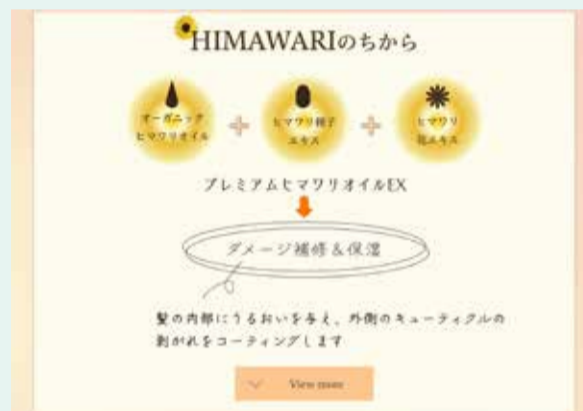 HIMAWARIのちから
オーガニック
ヒマワリオイル
+
ヒマワリ種子
エキス
+
ヒマワリ
花エキス
プレミアムヒマワリオイルEX
ダメージ補修&保湿
髪の内部にうるおいを与え、外側のキューティクルの
剥がれをコーティングします
View more